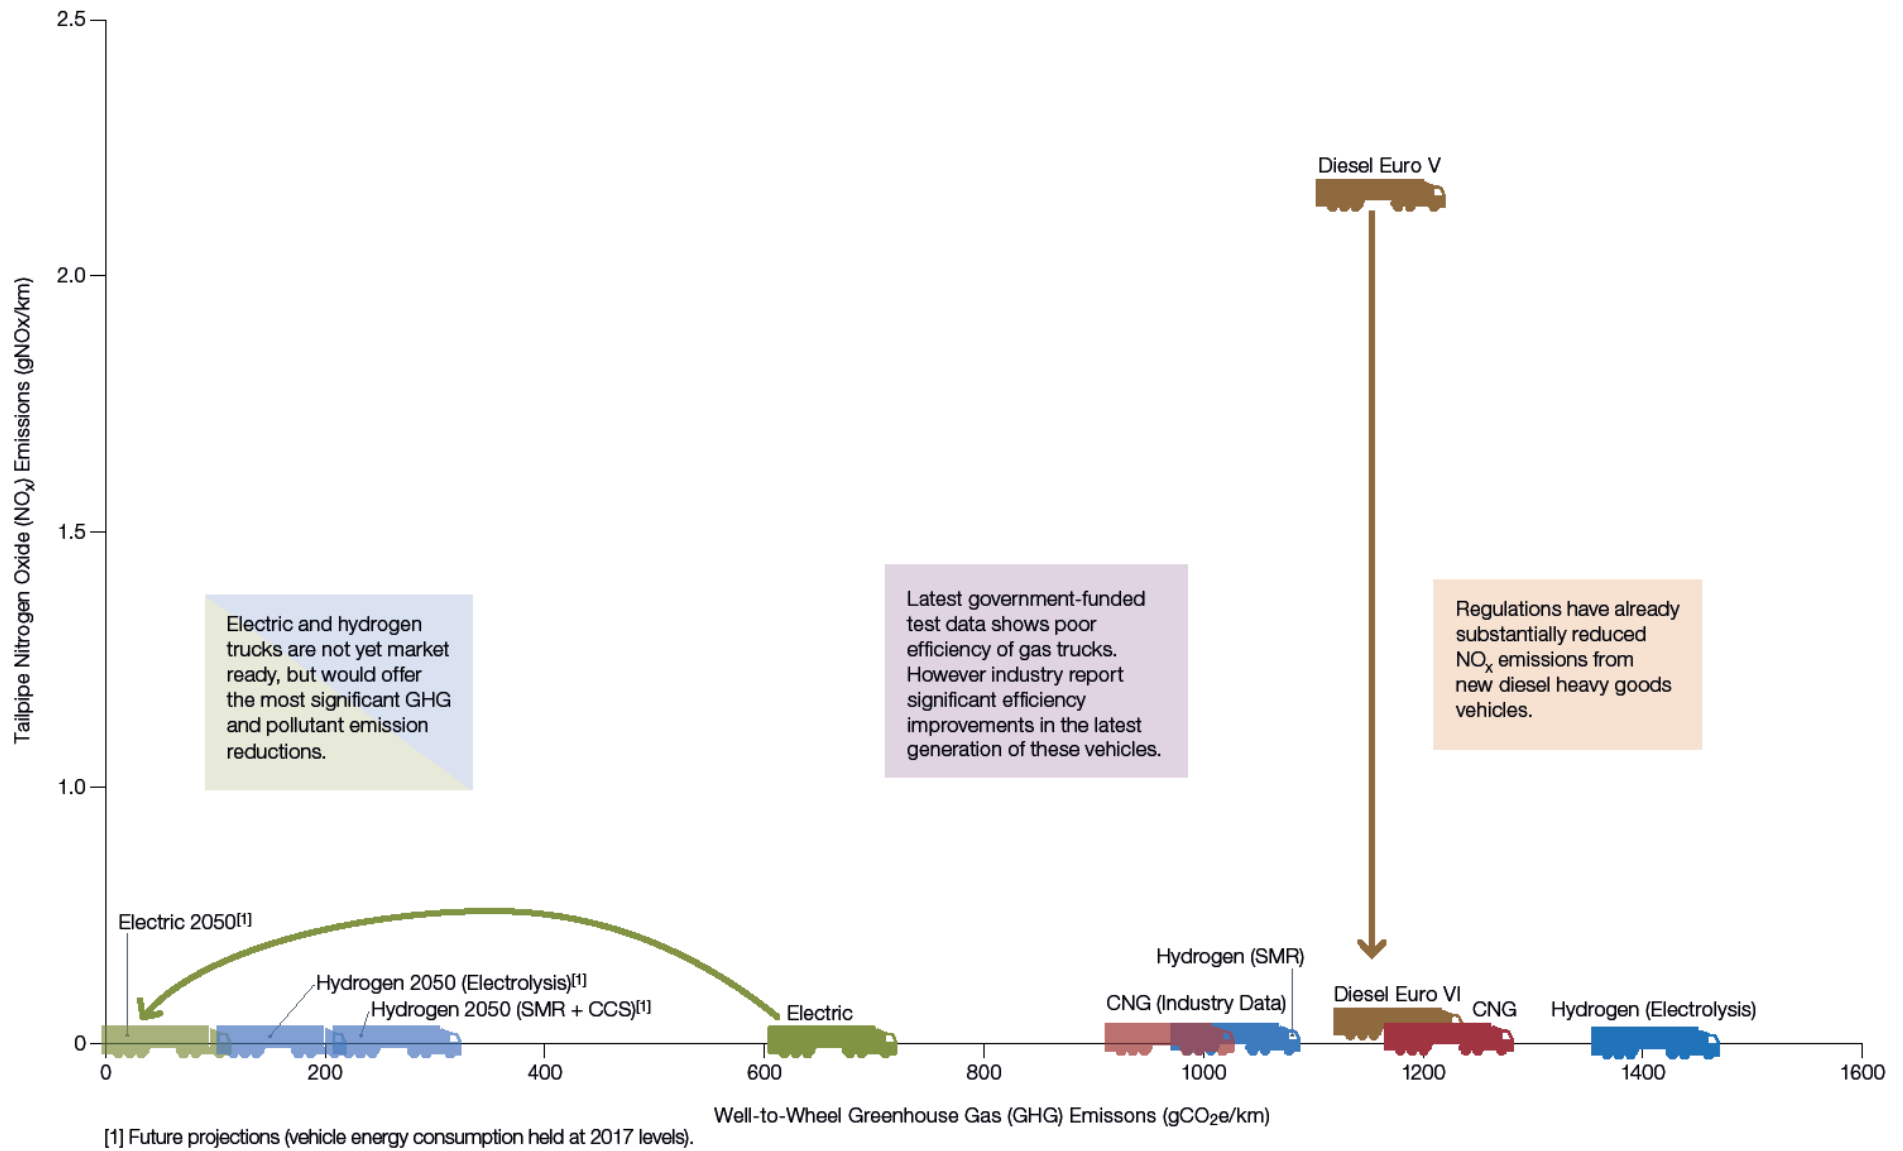 2.5
2.0
1.5
1.0
0
Tailpipe Nitrogen Oxide (NOx) Emissions (gNOx/km)
Diesel Euro V
Electric and hydrogen
trucks are not yet market
ready, but would offer
the most significant GHG
and pollutant emission
reductions.
Latest government-funded
test data shows poor
efficiency of gas trucks.
However industry report
significant efficiency
improvements in the latest
generation of these vehicles.
Regulations have already
substantially reduced
NOx emissions from
new diesel heavy goods
vehicles.
Electric 2050[1]
Hydrogen 2050 (Electrolysis)[1]
Hydrogen 2050 (SMR + CCS)[1]
Electric
Hydrogen (SMR)
CNG (Industry Data)
Diesel Euro VI
CNG
Hydrogen (Electrolysis)
0 200 400 600 800 1000 1200 1400 1600
Well-to-Wheel Greenhouse Gas (GHG) Emissons (gCO2e/km)
[1] Future projections (vehicle energy consumption held at 2017 levels).